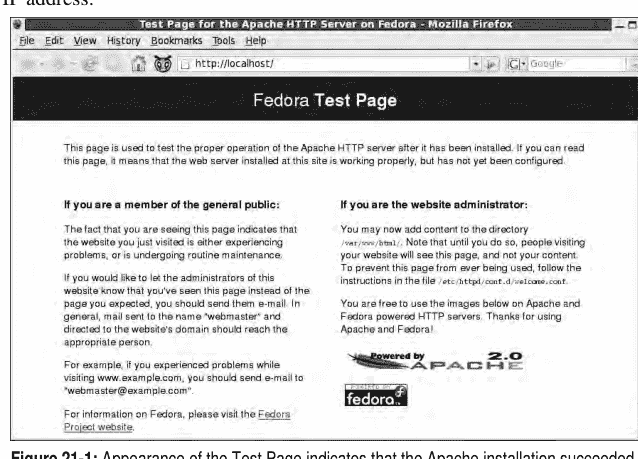 IP address.
Test Page for the Apache HTTP Server on Fedora - Mozilla Firefox
File Edit View History Bookmarks Tools Help
http://localhost/
Google
Fedora Test Page
This page is used to test the proper operation of the Apache HTTP server after it has been installed. If you can read
this page, it means that the web server installed at this site is working properly, but has not yet been configured.
If you are a member of the general public:
The fact that you are seeing this page indicates that
the website you just visited is either experiencing
problems, or is undergoing routine maintenance.
If you would like to let the administrators of this
website know that you've seen this page instead of the
page you expected, you should send them e-mail. In
general, mail sent to the name "webmaster" and
directed to the website's domain should reach the
appropriate person.
For example, if you experienced problems while
visiting www.example.com, you should send e-mail to
"webmaster@example.com".
For information on Fedora, please visit the Fedora
Project website.
If you are the website administrator:
You may now add content to the directory
/var/www/html/. Note that until you do so, people visiting
your website will see this page, and not your content.
To prevent this page from ever being used, follow the
instructions in the file /etc/httpd/conf.d/welcome.conf.
You are free to use the images below on Apache and
Fedora powered HTTP servers. Thanks for using
Apache and Fedora!
Powered by 2.0
APACHE
POWERED BY
fedora
Figure 21-1: Appearance of the Test Page indicates that the Apache installation succeeded